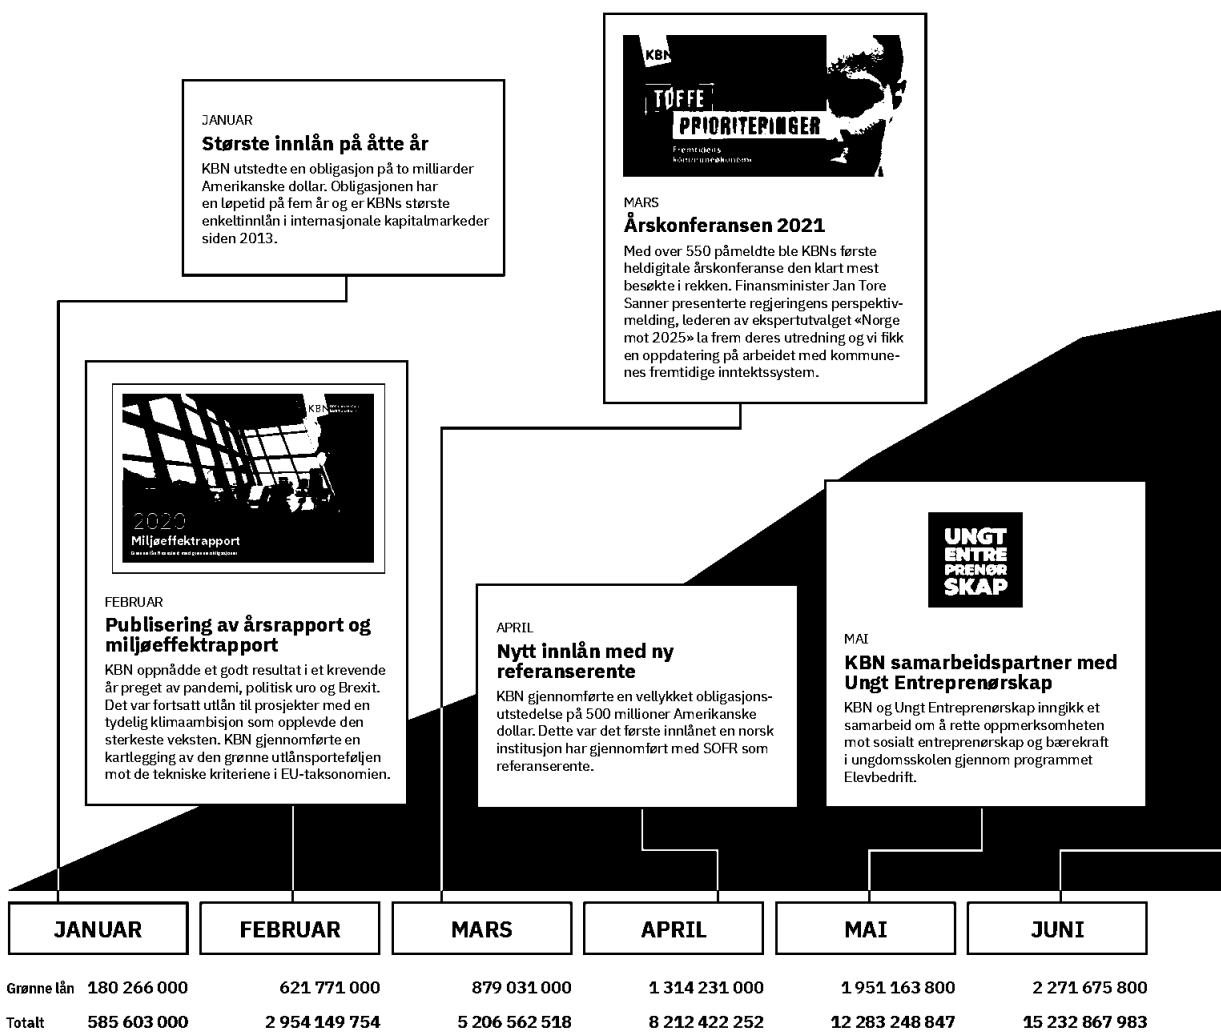 JANUAR
Største innlån på åtte år
KBN utstedte en obligasjon på to milliarder
Amerikanske dollar. Obligasjonen har
en løpetid på fem år og er KBNs største
enkeltinnlån i internasjonale kapitalmarkeder
siden 2013.
KBN
TØFFE
PRIORITERINGER
Fremtidens
kommuneøkonomi
MARS
Årskonferansen 2021
Med over 550 påmeldte ble KBNs første
heldigitale årskonferanse den klart mest
besøkte i rekken. Finansminister Jan Tore
Sanner presenterte regjeringens perspektiv-
melding, lederen av ekspertutvalget «Norge
mot 2025» la frem deres utredning og vi fikk
en oppdatering på arbeidet med kommune-
nes fremtidige inntektssystem.
KBN
2020
Miljøeffektrapport
FEBRUAR
Publisering av årsrapport og
miljøeffektrapport
KBN oppnådde et godt resultat i et krevende
år preget av pandemi, politisk uro og Brexit.
Det var fortsatt utlån til prosjekter med en
tydelig klimaambisjon som opplevde den
sterkeste veksten. KBN gjennomførte en
kartlegging av den grønne utlånsporteføljen
mot de tekniske kriteriene i EU-taksonomien.
APRIL
Nytt innlån med ny
referanserente
KBN gjennomførte en vellykket obligasjons-
utstedelse på 500 millioner Amerikanske
dollar. Dette var det første innlånet en norsk
institusjon har gjennomført med SOFR som
referanserente.
UNGT
ENTRE
PRENØR
SKAP
MAI
KBN samarbeidspartner med
Ungt Entreprenørskap
KBN og Ungt Entreprenørskap inngikk et
samarbeid om å rette oppmerksomheten
mot sosialt entreprenørskap og bærekraft
i ungdomsskolen gjennom programmet
Elevbedrift.
JANUAR FEBRUAR MARS APRIL MAI JUNI
Grønne lån 180 266 000 621 771 000 879 031 000 1 314 231 000 1 951 163 800 2 271 675 800
Totalt 585 603 000 2 954 149 754 5 206 562 518 8 212 422 252 12 283 248 847 15 232 867 983